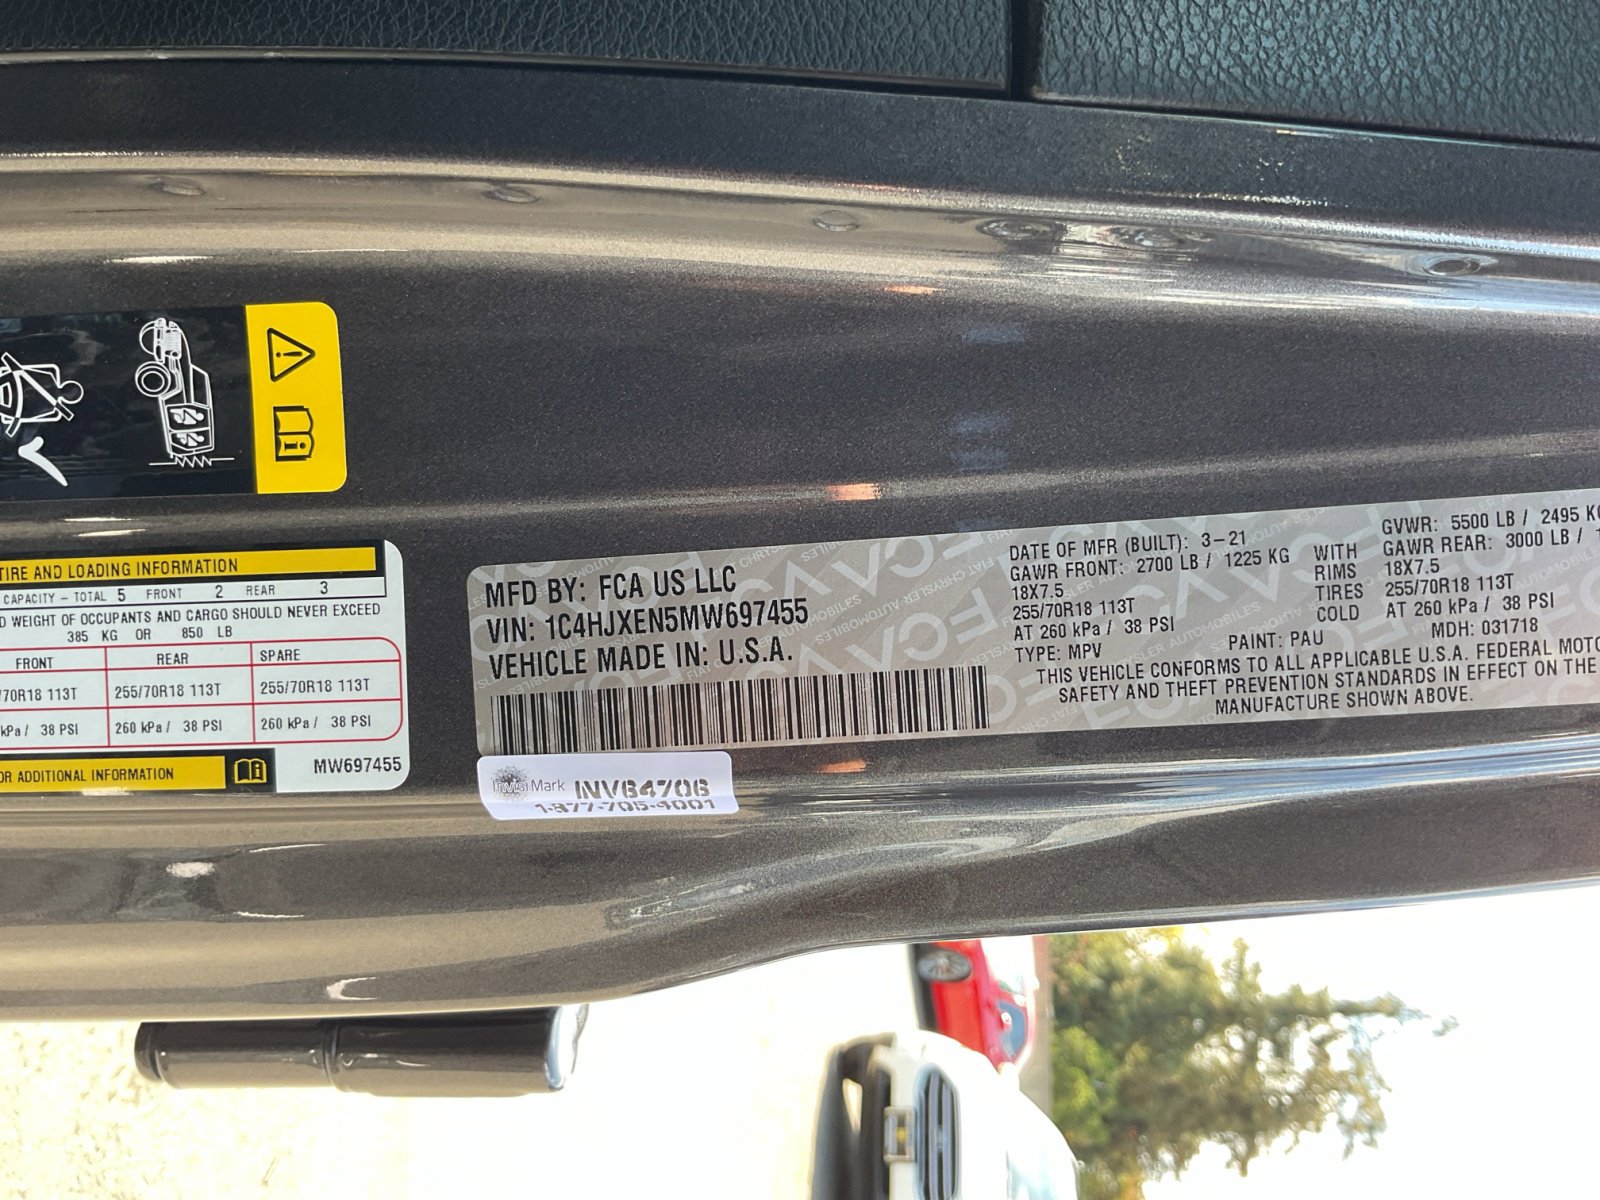 TIRE AND LOADING INFORMATION
CAPACITY – TOTAL 5 FRONT 2 REAR 3
WEIGHT OF OCCUPANTS AND CARGO SHOULD NEVER EXCEED
385 KG OR 850 LB
FRONT REAR SPARE
/70R18 113T 255/70R18 113T 255/70R18 113T
kPa / 38 PSI 260 kPa / 38 PSI 260 kPa / 38 PSI
OR ADDITIONAL INFORMATION
MW697455
MFD BY: FCA US LLC
VIN: 1C4HJXEN5MW697455
VEHICLE MADE IN: U.S.A.
DATE OF MFR (BUILT): 3-21 GVWR: 5500 LB / 2495 KG
GAWR FRONT: 2700 LB / 1225 KG WITH GAWR REAR: 3000 LB /
18X7.5 RIMS 18X7.5
255/70R18 113T TIRES 255/70R18 113T
AT 260 kPa / 38 PSI COLD AT 260 kPa / 38 PSI
TYPE: MPV PAINT: PAU MDH: 031718
THIS VEHICLE CONFORMS TO ALL APPLICABLE U.S.A. FEDERAL MOTO
SAFETY AND THEFT PREVENTION STANDARDS IN EFFECT ON THE
MANUFACTURE SHOWN ABOVE.
InvisiMark INV64706
1-877-705-4001